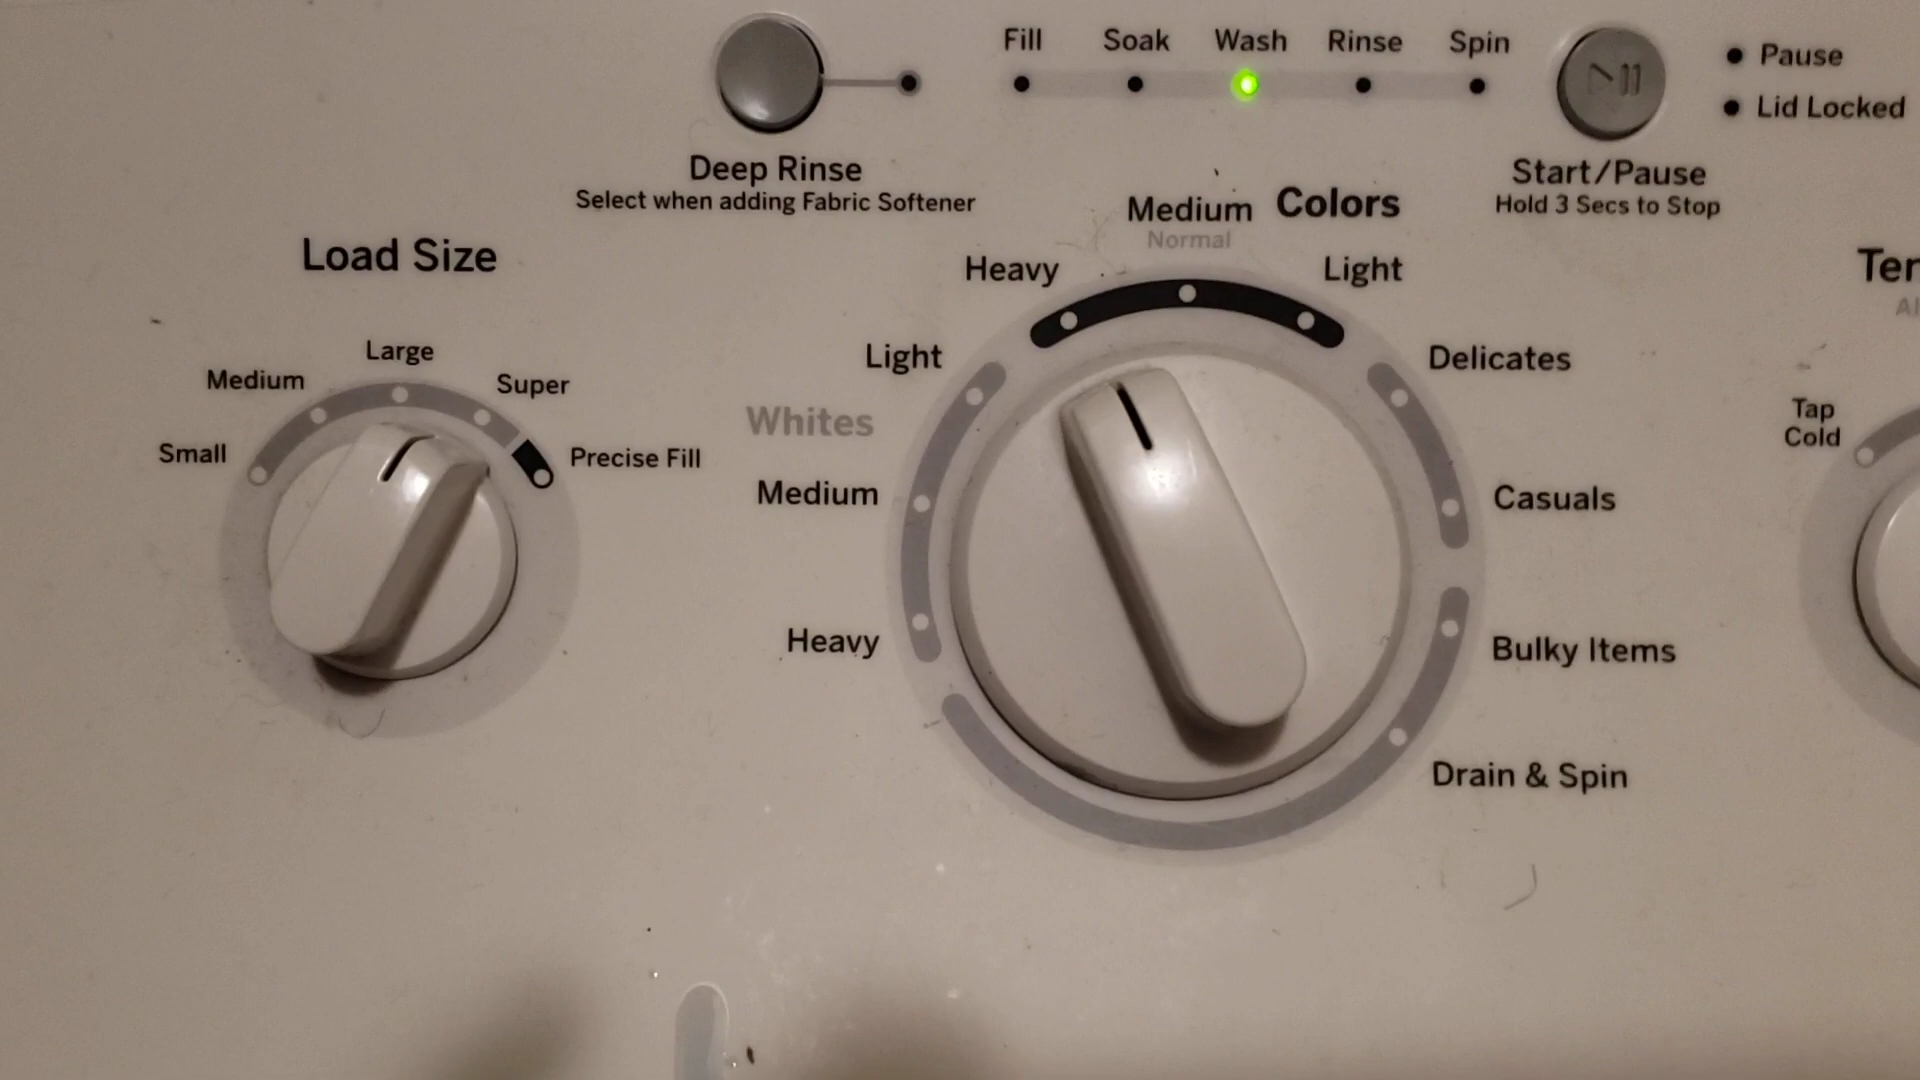 Fill Soak Wash Rinse Spin
Pause
Lid Locked
Deep Rinse
Select when adding Fabric Softener
Start/Pause
Hold 3 Secs to Stop
Load Size
Small
Medium
Large
Super
Precise Fill
Colors
Heavy
Medium
Normal
Light
Whites
Light
Medium
Heavy
Delicates
Casuals
Bulky Items
Drain & Spin
Tap
Cold